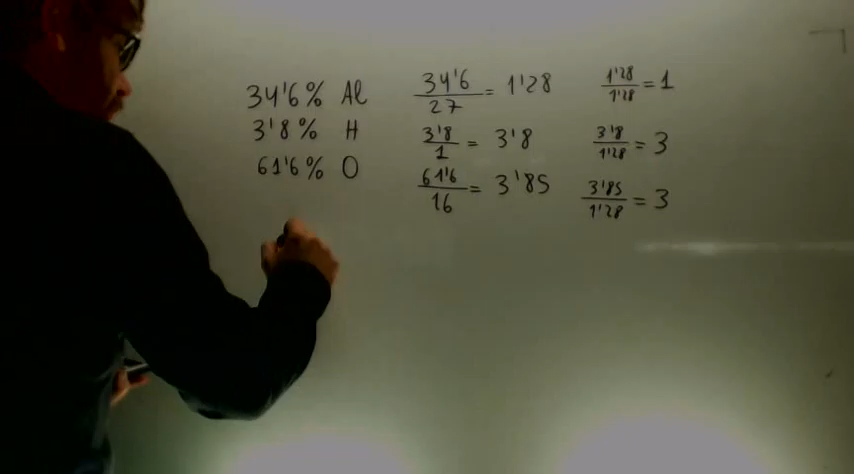 34'6% Al 34'6/27 = 1'28 1'28/1'28 = 1
3'8% H 3'8/1 = 3'8 3'8/1'28 = 3
61'6% O 61'6/16 = 3'85 3'85/1'28 = 3